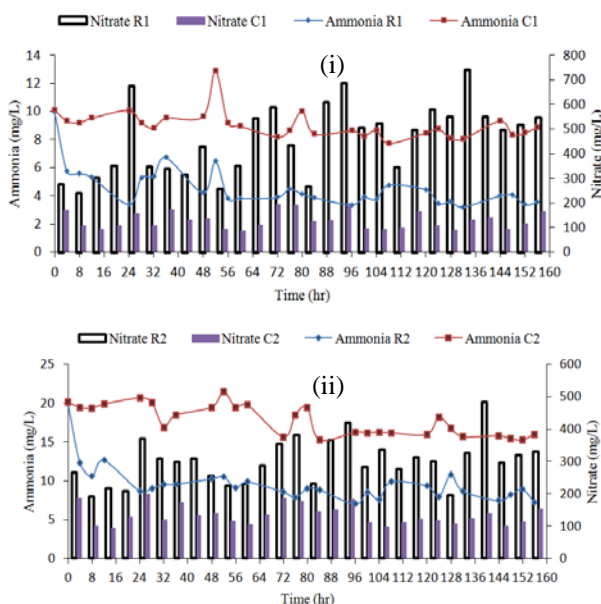 Nitrate R1 Nitrate C1 Ammonia R1 Ammonia C1
(i)
14 12 10 8 6 4 2 0
Ammonia (mg/L)
800 700 600 500 400 300 200 100 0
Nitrate (mg/L)
0 8 16 24 32 40 48 56 64 72 80 88 96 104 112 120 128 136 144 152 160
Time (hr)
Nitrate R2 Nitrate C2 Ammonia R2 Ammonia C2
(ii)
25 20 15 10 5 0
Ammonia (mg/L)
600 500 400 300 200 100 0
Nitrate (mg/L)
0 8 16 24 32 40 48 56 64 72 80 88 96 104 112 120 128 136 144 152 160
Time (hr)